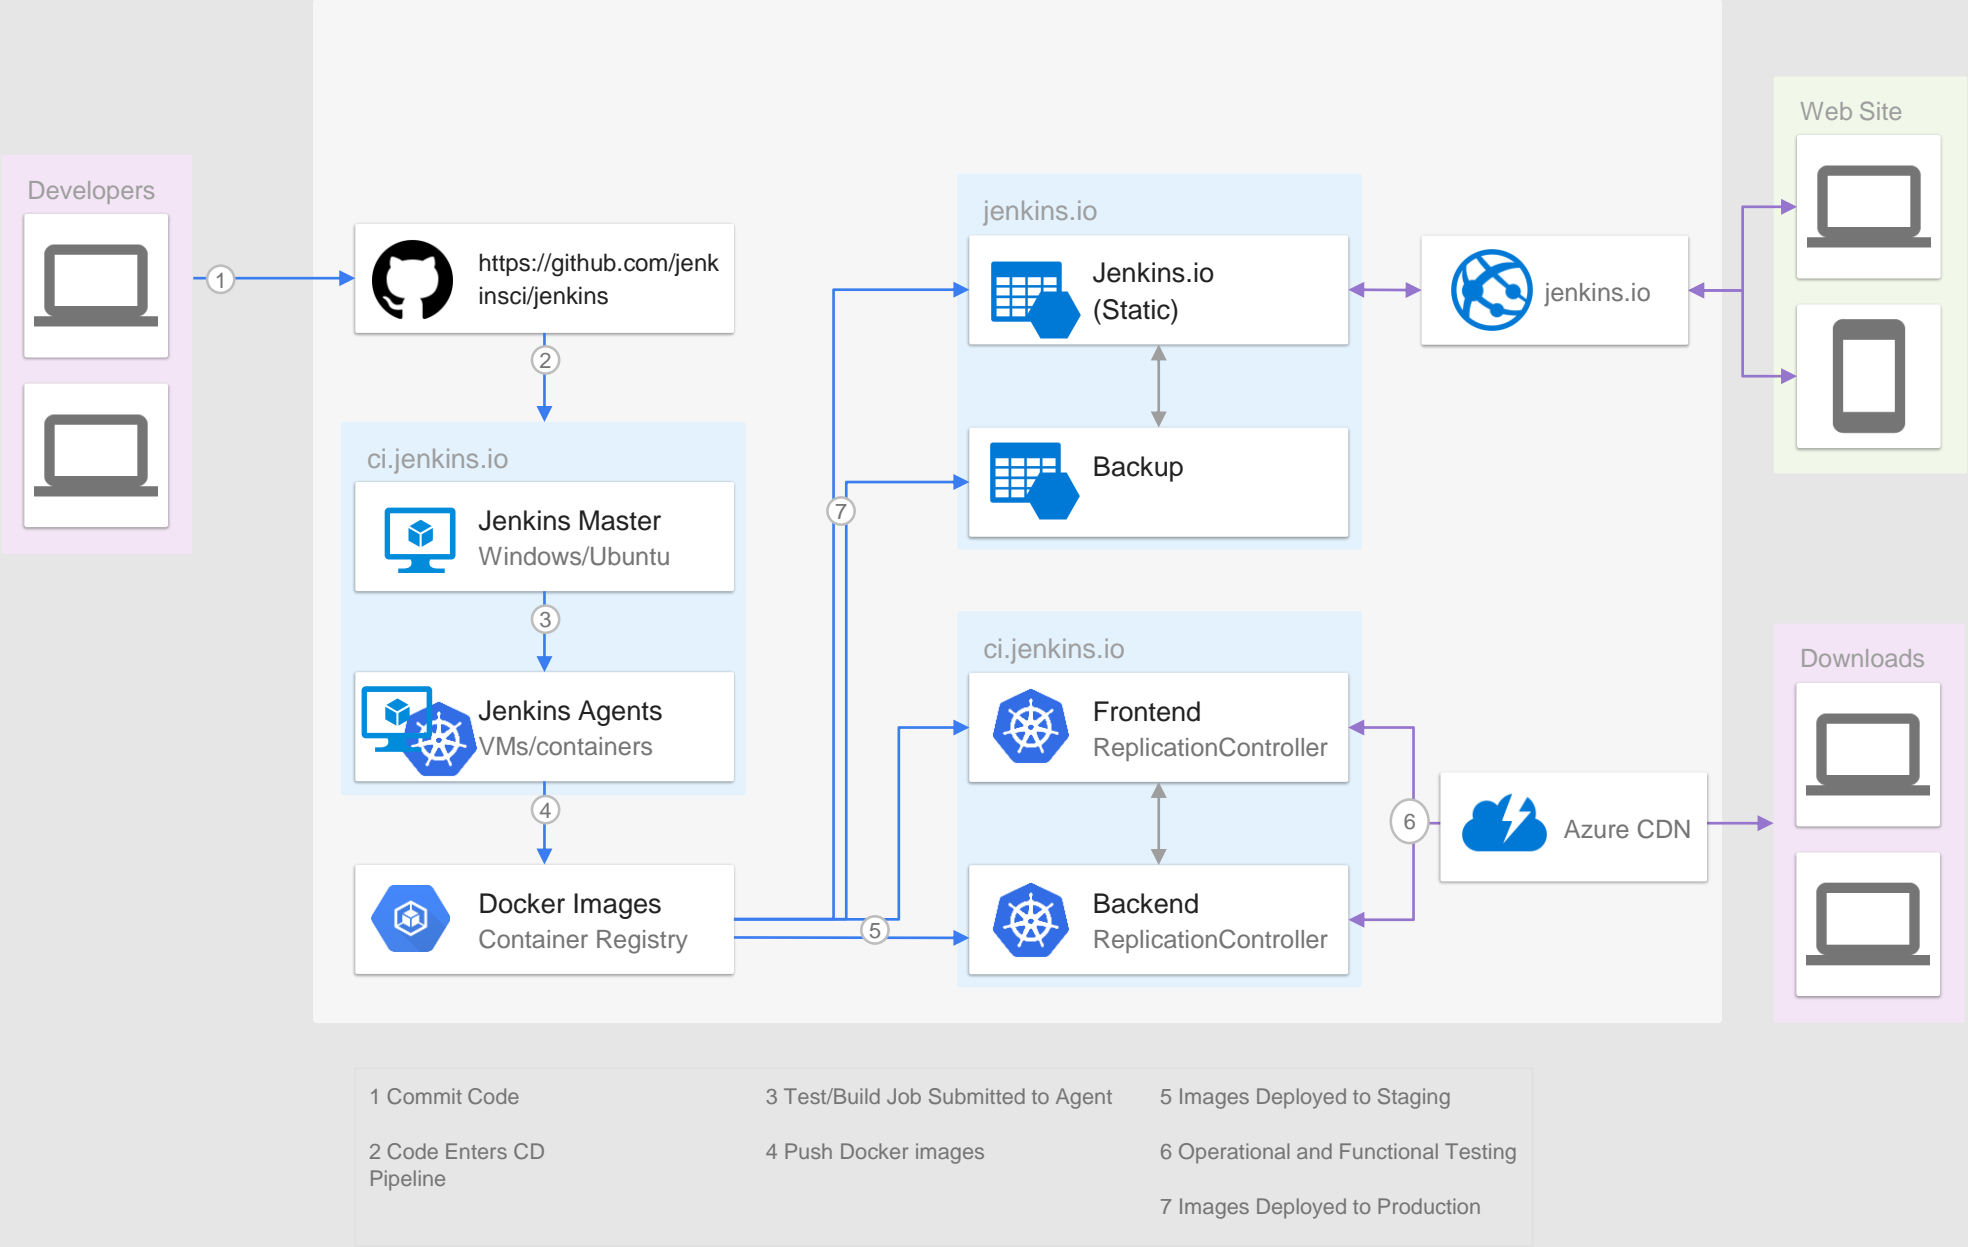 Web Site
Developers
jenkins.io
https://github.com/jenk
insci/jenkins
Jenkins.io
(Static)
jenkins.io
1
2
ci.jenkins.io
Backup
Jenkins Master
Windows/Ubuntu
7
3
ci.jenkins.io
Downloads
Jenkins Agents
VMs/containers
Frontend
ReplicationController
4
6
Azure CDN
Docker Images
Container Registry
5
Backend
ReplicationController
1 Commit Code
2 Code Enters CD
Pipeline
3 Test/Build Job Submitted to Agent
4 Push Docker images
5 Images Deployed to Staging
6 Operational and Functional Testing
7 Images Deployed to Production